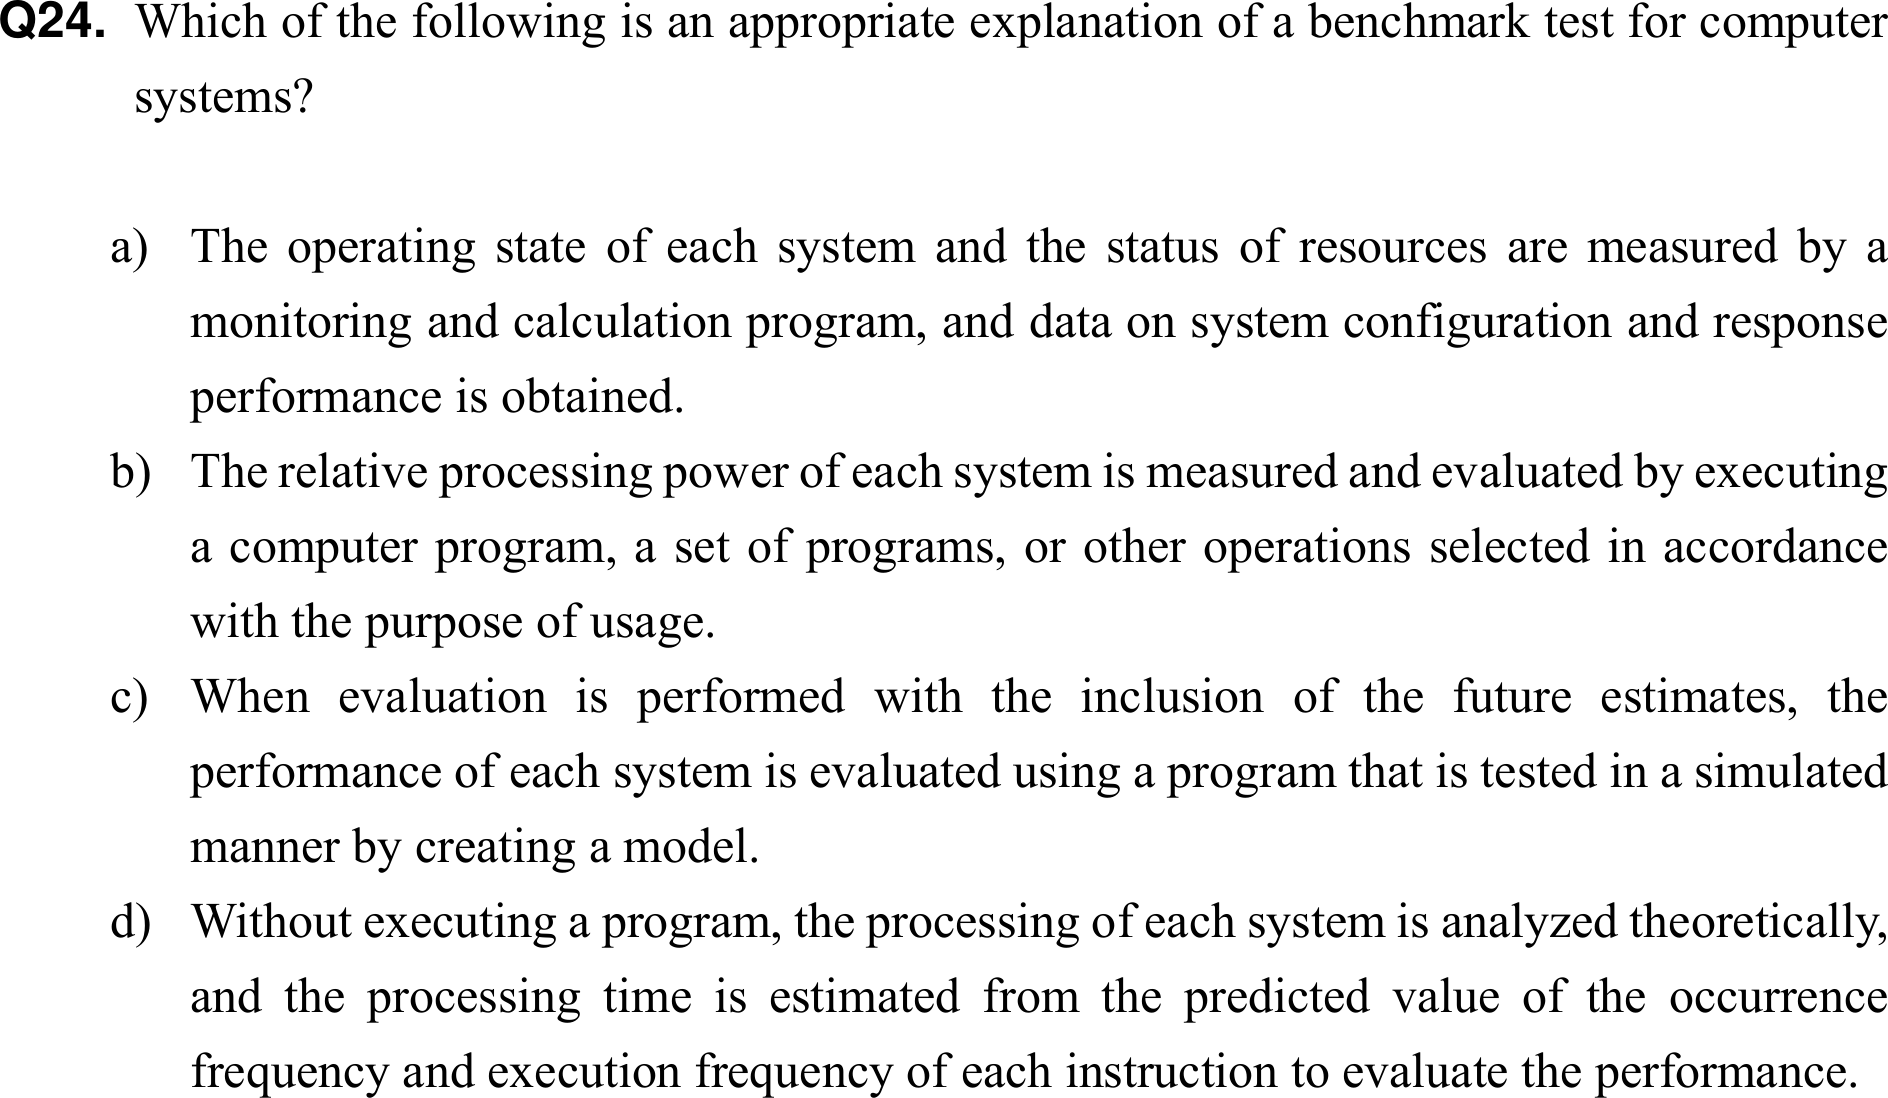 Q24. Which of the following is an appropriate explanation of a benchmark test for computer
systems?
a) The operating state of each system and the status of resources are measured by a
monitoring and calculation program, and data on system configuration and response
performance is obtained.
b) The relative processing power of each system is measured and evaluated by executing
a computer program, a set of programs, or other operations selected in accordance
with the purpose of usage.
c) When evaluation is performed with the inclusion of the future estimates, the
performance of each system is evaluated using a program that is tested in a simulated
manner by creating a model.
d) Without executing a program, the processing of each system is analyzed theoretically,
and the processing time is estimated from the predicted value of the occurrence
frequency and execution frequency of each instruction to evaluate the performance.